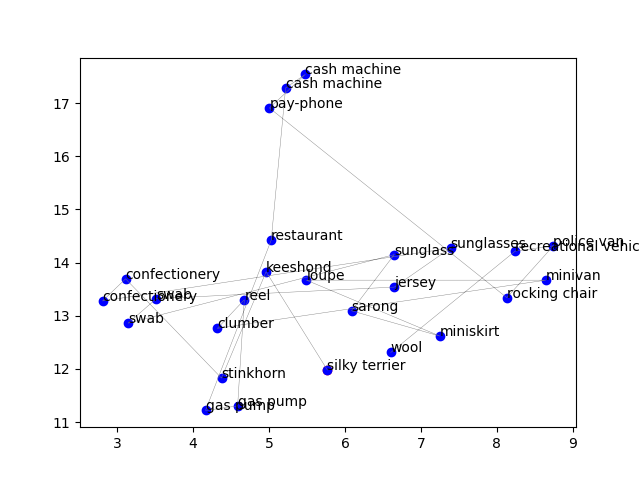 cash machine
cash machine
pay-phone
restaurant
police van
recreational vehic
sunglasses
sunglass
keeshond
loupe
minivan
confectionery
jersey
rocking chair
confectionery
swab
reel
sarong
swab
clumber
miniskirt
wool
silky terrier
stinkhorn
gas pump
gas pump
17
16
15
14
13
12
11
3 4 5 6 7 8 9